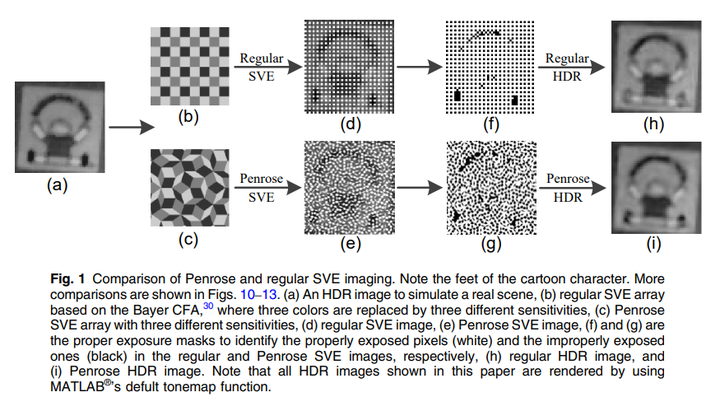 (a)
(b)
Regular
SVE
(d)
(f)
Regular
HDR
(h)
(c)
Penrose
SVE
(e)
(g)
Penrose
HDR
(i)
Fig. 1 Comparison of Penrose and regular SVE imaging. Note the feet of the cartoon character. More
comparisons are shown in Figs. 10–13. (a) An HDR image to simulate a real scene, (b) regular SVE array
based on the Bayer CFA,³⁰ where three colors are replaced by three different sensitivities, (c) Penrose
SVE array with three different sensitivities, (d) regular SVE image, (e) Penrose SVE image, (f) and (g) are
the proper exposure masks to identify the properly exposed pixels (white) and the improperly exposed
ones (black) in the regular and Penrose SVE images, respectively, (h) regular HDR image, and
(i) Penrose HDR image. Note that all HDR images shown in this paper are rendered by using
MATLAB®'s defult tonemap function.